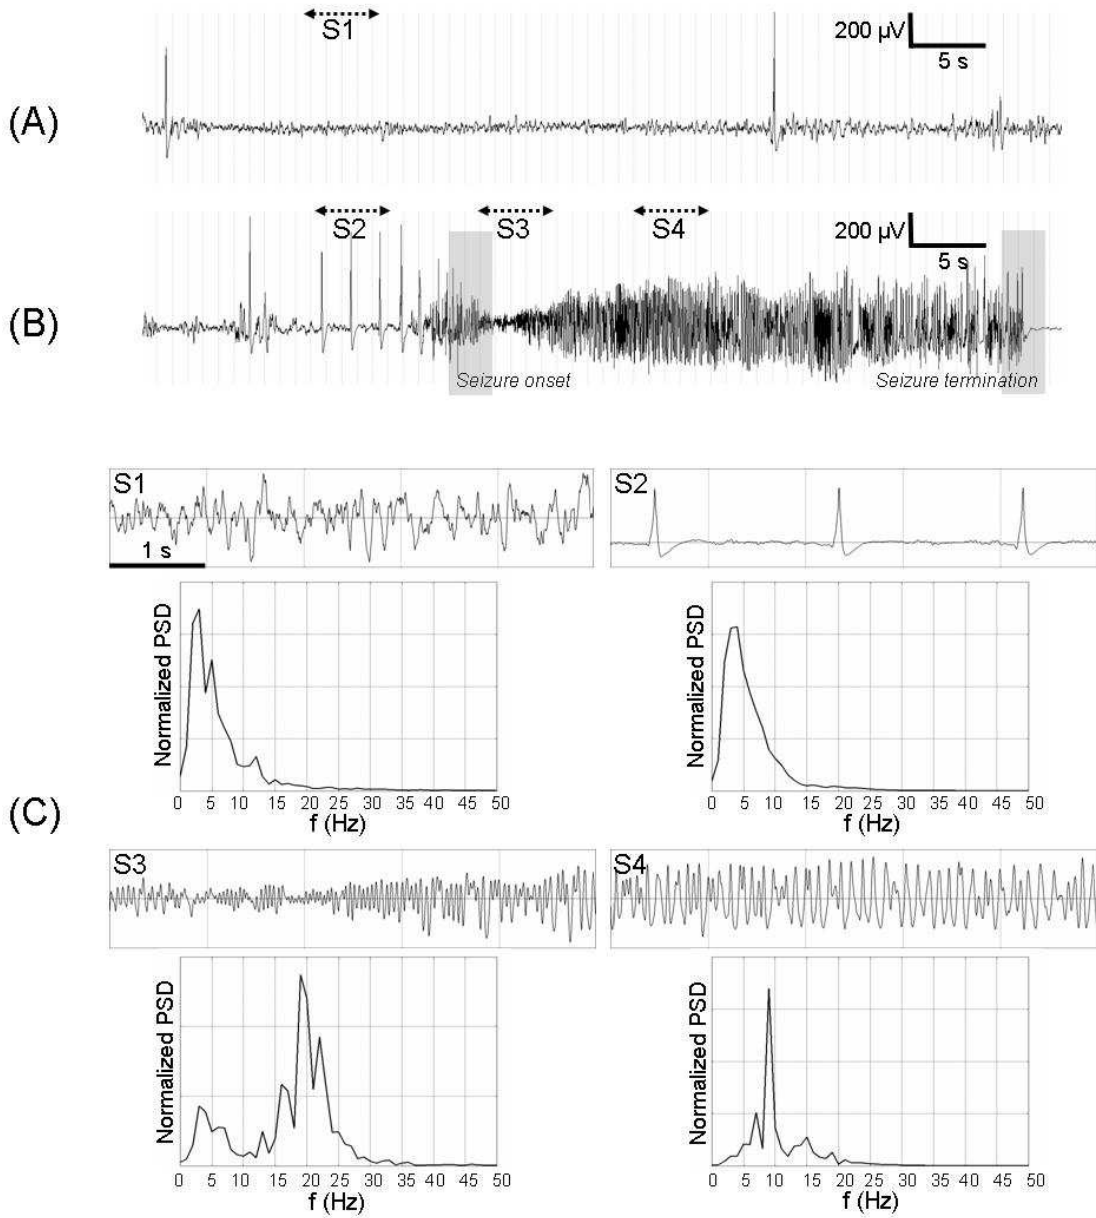 S1
200 µV
5 s
(A)
S2
S3
S4
200 µV
5 s
(B)
Seizure onset
Seizure termination
S1
S2
1 s
Normalized PSD
0 5 10 15 20 25 30 35 40 45 50
f (Hz)
Normalized PSD
0 5 10 15 20 25 30 35 40 45 50
f (Hz)
(C)
S3
S4
Normalized PSD
0 5 10 15 20 25 30 35 40 45 50
f (Hz)
Normalized PSD
0 5 10 15 20 25 30 35 40 45 50
f (Hz)